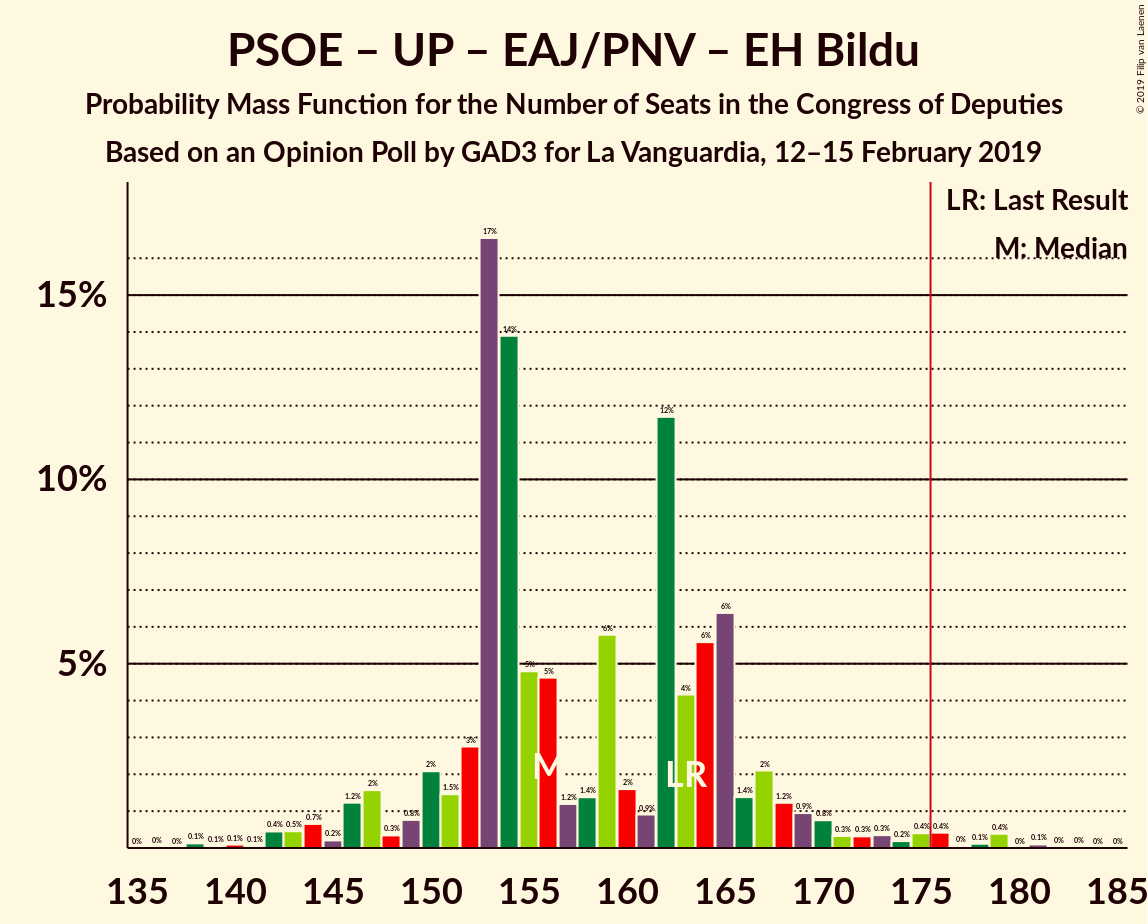 PSOE – UP – EAJ/PNV – EH Bildu
Probability Mass Function for the Number of Seats in the Congress of Deputies
Based on an Opinion Poll by GAD3 for La Vanguardia, 12–15 February 2019
© 2019 Filip van Laenen
LR: Last Result
M: Median
15%
10%
5%
0% 0% 0% 0.1% 0.1% 0.1% 0.1% 0.4% 0.5% 0.7% 0.2% 1.2% 2% 0.3% 0.8% 2% 1.5% 3% 17% 14% 5% 5% 1.2% 1.4% 6% 2% 0.9% 12% 4% 6% 6% 1.4% 2% 1.2% 0.9% 0.8% 0.3% 0.3% 0.3% 0.2% 0.4% 0.4% 0% 0.1% 0.4% 0% 0.1% 0% 0% 0% 0%
M LR
135 140 145 150 155 160 165 170 175 180 185